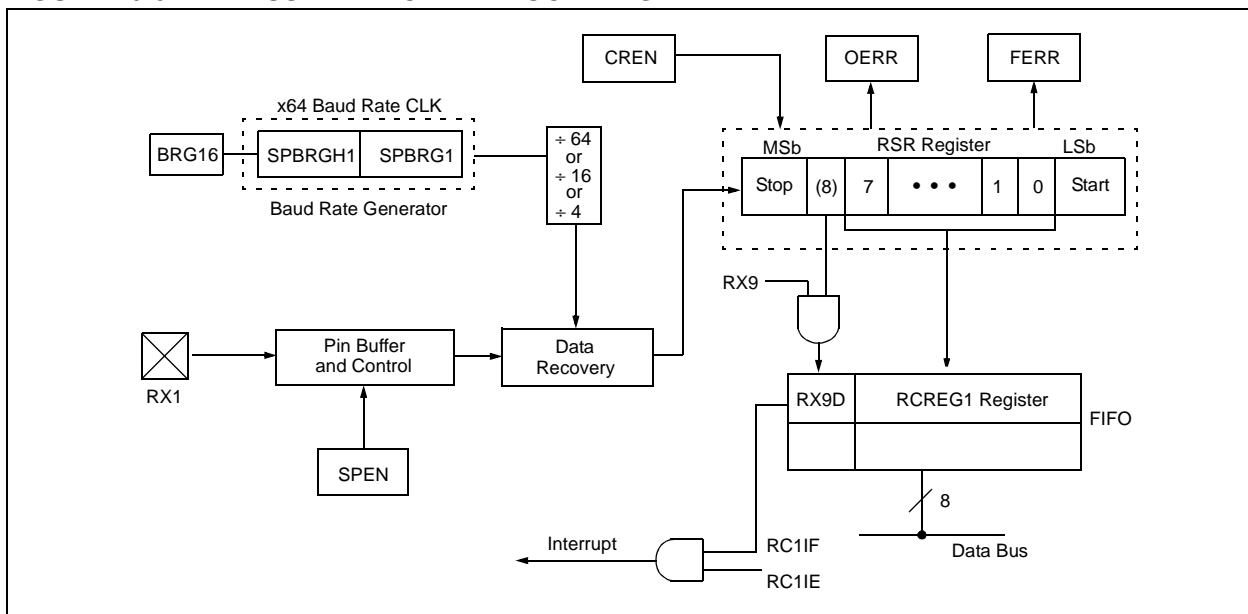 CREN
OERR
FERR
x64 Baud Rate CLK
BRG16
SPBRGH1
SPBRG1
Baud Rate Generator
÷ 64
or
÷ 16
or
÷ 4
MSb
RSR Register
LSb
Stop
(8)
7
• • •
1
0
Start
RX9
RX1
Pin Buffer
and Control
Data
Recovery
SPEN
RX9D
RCREG1 Register
FIFO
8
Data Bus
Interrupt
RC1IF
RC1IE